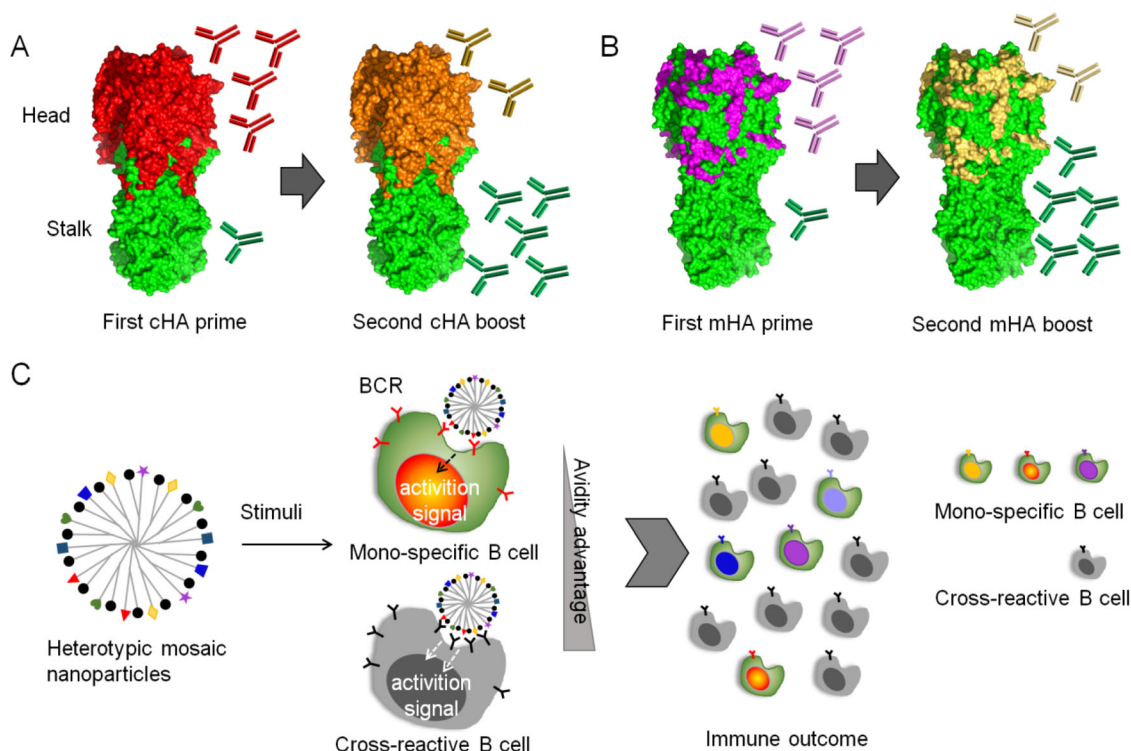 A
B
Head
Stalk
First cHA prime
Second cHA boost
First mHA prime
Second mHA boost
C
BCR
activition
signal
Mono-specific B cell
Stimuli
Heterotypic mosaic
nanoparticles
activition
signal
Cross-reactive B cell
Avidity advantage
Immune outcome
Mono-specific B cell
Cross-reactive B cell